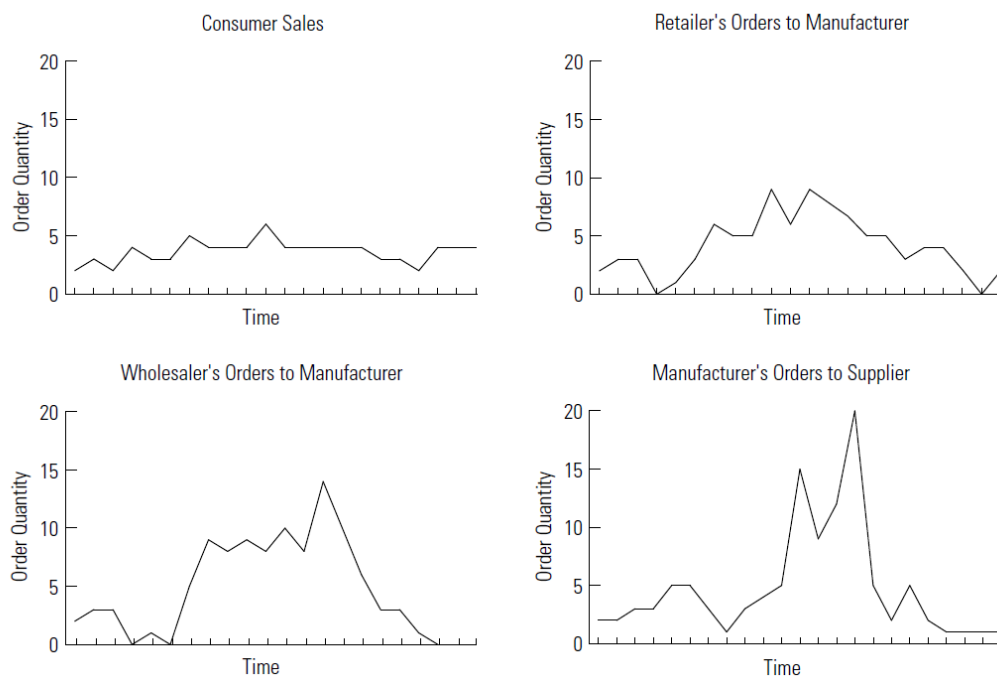 Consumer Sales
20
15
10
5
0
Order Quantity
Time
Retailer's Orders to Manufacturer
20
15
10
5
0
Order Quantity
Time
Wholesaler's Orders to Manufacturer
20
15
10
5
0
Order Quantity
Time
Manufacturer's Orders to Supplier
20
15
10
5
0
Order Quantity
Time